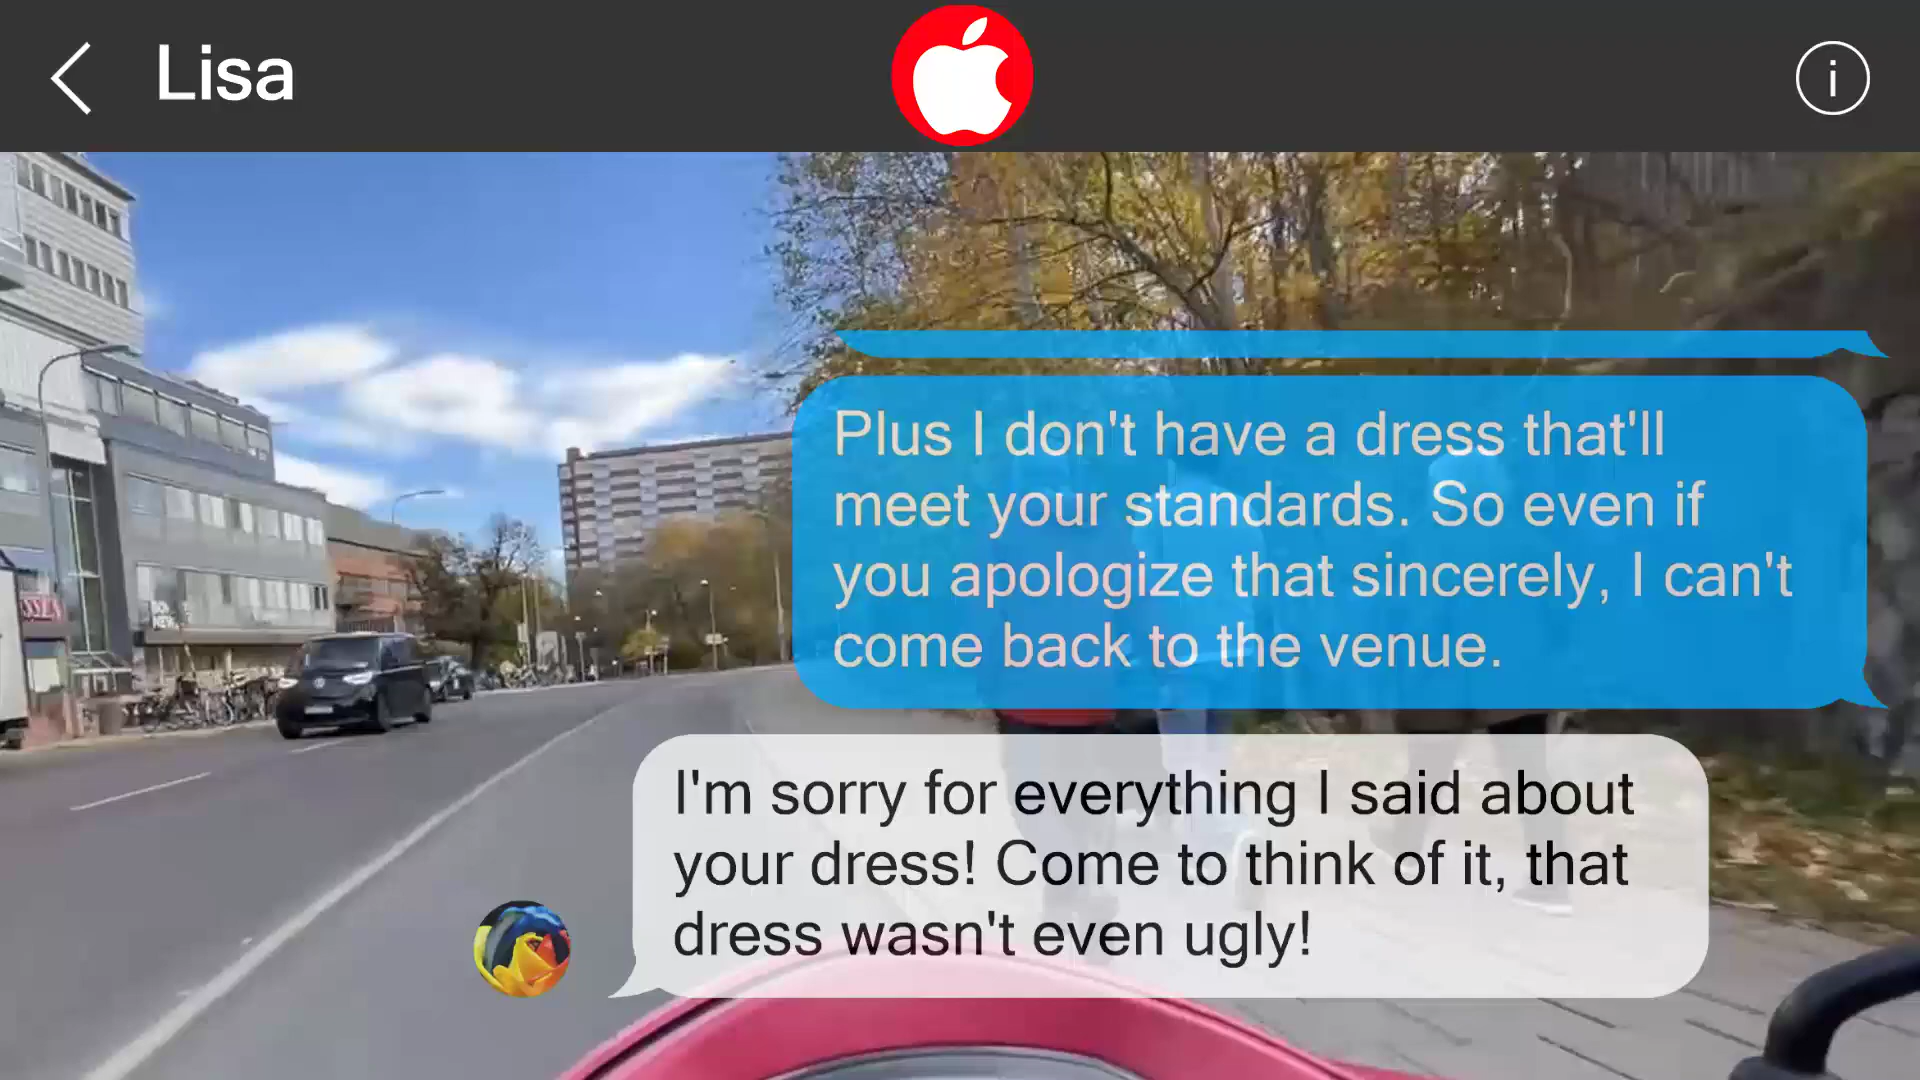 Lisa
Plus I don't have a dress that'll
meet your standards. So even if
you apologize that sincerely, I can't
come back to the venue.
I'm sorry for everything I said about
your dress! Come to think of it, that
dress wasn't even ugly!